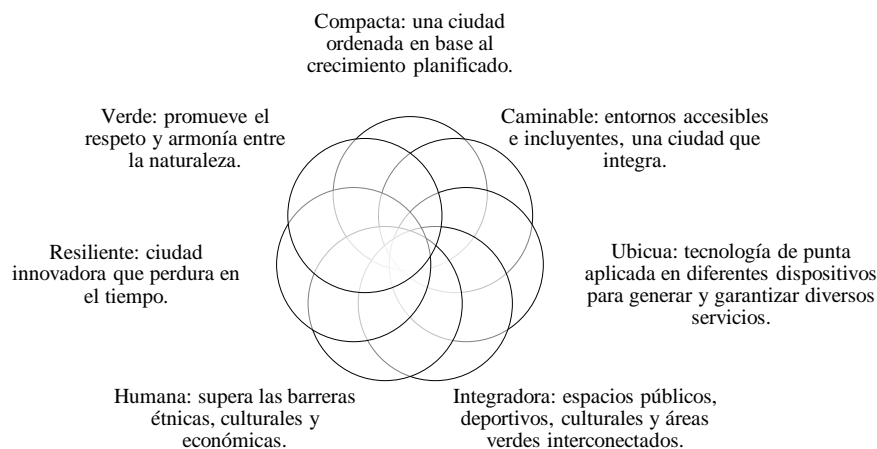 Compacta: una ciudad
ordenada en base al
crecimiento planificado.
Verde: promueve el
respeto y armonía entre
la naturaleza.
Caminable: entornos accesibles
e incluyentes, una ciudad que
integra.
Resiliente: ciudad
innovadora que perdura en
el tiempo.
Ubicua: tecnología de punta
aplicada en diferentes dispositivos
para generar y garantizar diversos
servicios.
Humana: supera las barreras
étnicas, culturales y
económicas.
Integradora: espacios públicos,
deportivos, culturales y áreas
verdes interconectados.